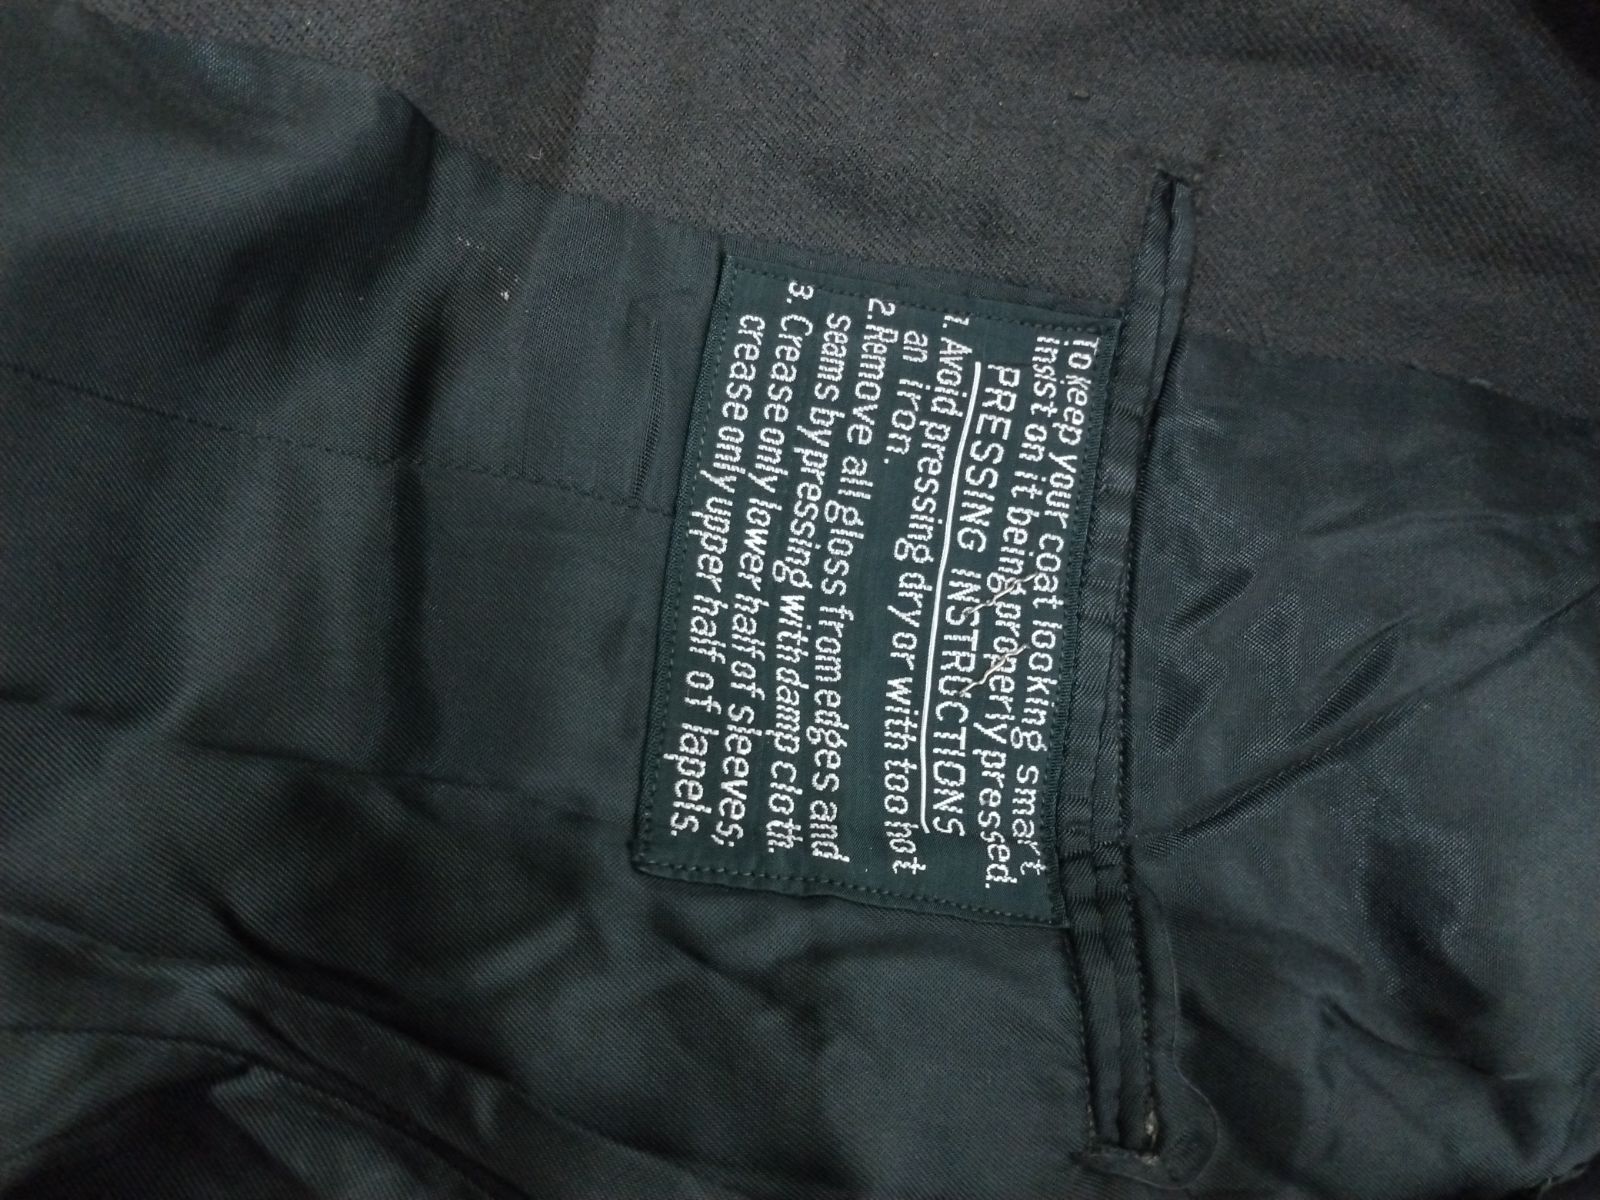 To keep your coat looking smart
insist on it being properly pressed.
PRESSING INSTRUCTIONS
1. Avoid pressing dry or with too hot
an iron.
2. Remove all gloss from edges and
seams by pressing with damp cloth.
3. Crease only lower half of sleeves;
crease only upper half of lapels.